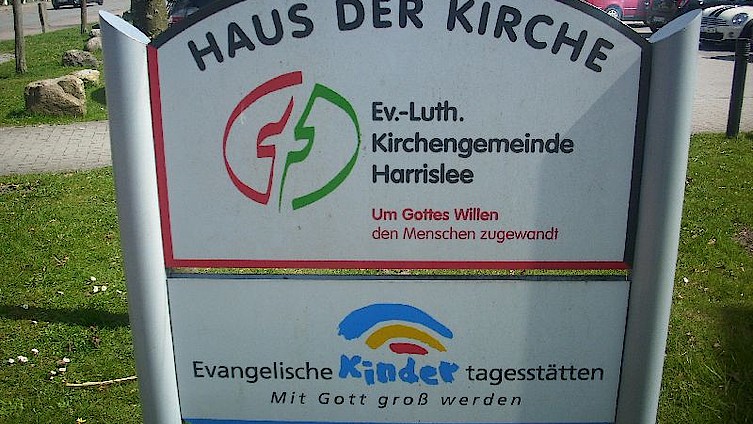 HAUS DER KIRCHE
Ev.-Luth.
Kirchengemeinde
Harrislee
Um Gottes Willen
den Menschen zugewandt
Evangelische Kinder tagesstätten
Mit Gott groß werden